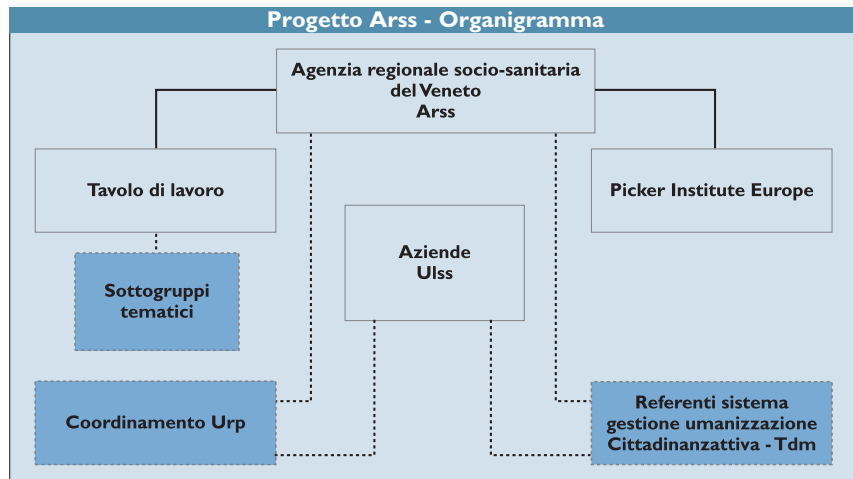 Progetto Arss - Organigramma
Agenzia regionale socio-sanitaria
del Veneto
Arss
Tavolo di lavoro
Picker Institute Europe
Aziende
Ulss
Sottogruppi
tematici
Coordinamento Urp
Referenti sistema
gestione umanizzazione
Cittadinanzattiva - Tdm